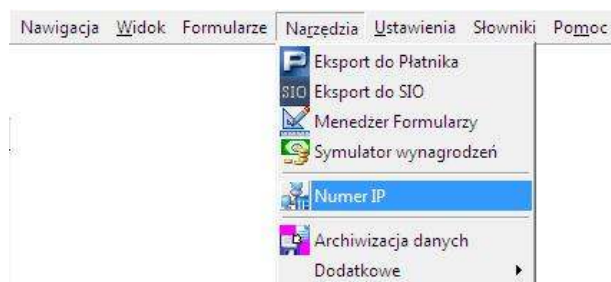 Nawigacja Widok Formularze Narzędzia Ustawienia Słowniki Pomoc
Eksport do Płatnika
SIO Eksport do SIO
Menedżer Formularzy
Symulator wynagrodzeń
Numer IP
Archiwizacja danych
Dodatkowe